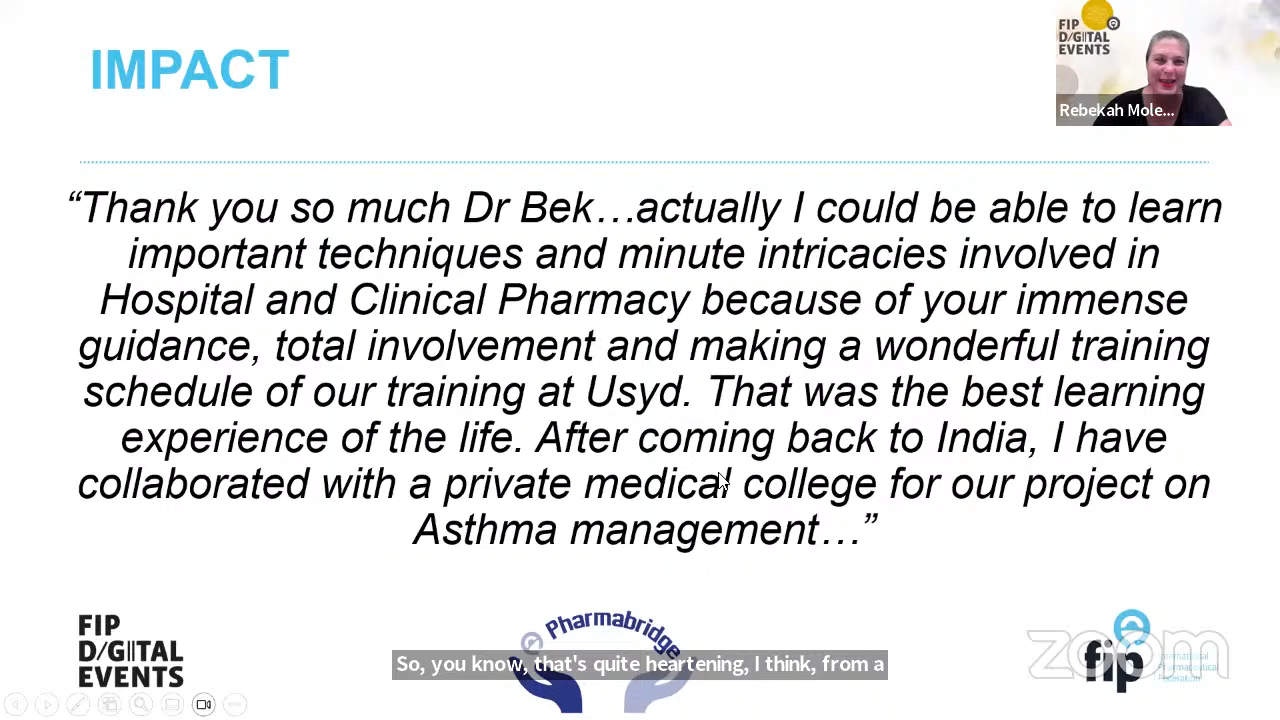 IMPACT
FIP
D/G!TAL
EVENTS
Rebekah Mole...
“Thank you so much Dr Bek…actually I could be able to learn
important techniques and minute intricacies involved in
Hospital and Clinical Pharmacy because of your immense
guidance, total involvement and making a wonderful training
schedule of our training at Usyd. That was the best learning
experience of the life. After coming back to India, I have
collaborated with a private medical college for our project on
Asthma management…”
FIP
D/G!TAL
EVENTS
Pharmabridge
So, you know, that's quite heartening, I think, from a
zoom
fip
International
Pharmaceutical
Federation